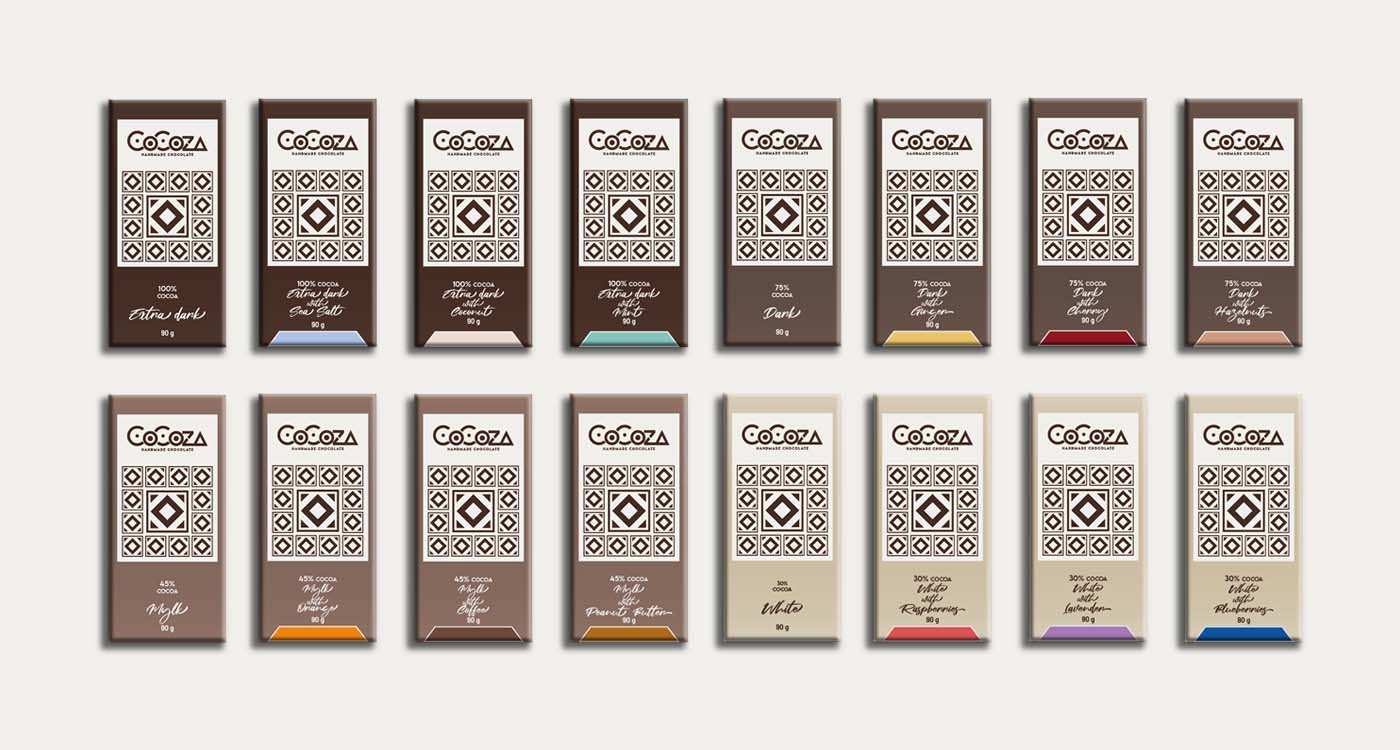 CoCoZA
HANDMADE CHOCOLATE
100%
COCOA
Extra dark
90 g
CoCoZA
HANDMADE CHOCOLATE
100% COCOA
Extra dark
with
Sea Salt
90 g
CoCoZA
HANDMADE CHOCOLATE
100% COCOA
Extra dark
with
Coconut
90 g
CoCoZA
HANDMADE CHOCOLATE
100% COCOA
Extra dark
with
Mint
90 g
CoCoZA
HANDMADE CHOCOLATE
75%
COCOA
Dark
90 g
CoCoZA
HANDMADE CHOCOLATE
75% COCOA
Dark
with
Ginger
90 g
CoCoZA
HANDMADE CHOCOLATE
75% COCOA
Dark
with
Cherry
90 g
CoCoZA
HANDMADE CHOCOLATE
75% COCOA
Dark
with
Hazelnuts
90 g
CoCoZA
HANDMADE CHOCOLATE
45%
COCOA
Mylk
90 g
CoCoZA
HANDMADE CHOCOLATE
45% COCOA
Mylk
with
Orange
90 g
CoCoZA
HANDMADE CHOCOLATE
45% COCOA
Mylk
with
Coffee
90 g
CoCoZA
HANDMADE CHOCOLATE
45% COCOA
Mylk
with
Peanut Butter
90 g
CoCoZA
HANDMADE CHOCOLATE
30%
COCOA
White
90 g
CoCoZA
HANDMADE CHOCOLATE
30% COCOA
White
with
Raspberries
90 g
CoCoZA
HANDMADE CHOCOLATE
30% COCOA
White
with
Lavender
90 g
CoCoZA
HANDMADE CHOCOLATE
30% COCOA
White
with
Blueberries
90 g